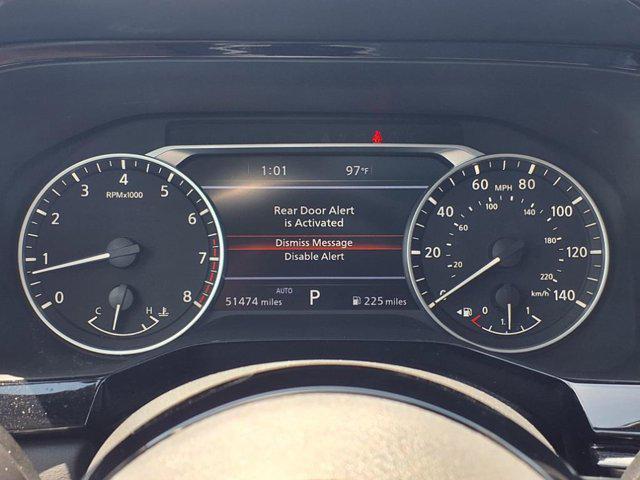 1:01 97°F
Rear Door Alert
is Activated
Dismiss Message
Disable Alert
AUTO
51474 miles P 225 miles
RPMx1000
0 1 2 3 4 5 6 7 8
C H
MPH
0 20 40 60 80 100 120 140
20 60 100 140 180 220
km/h
0 1 1